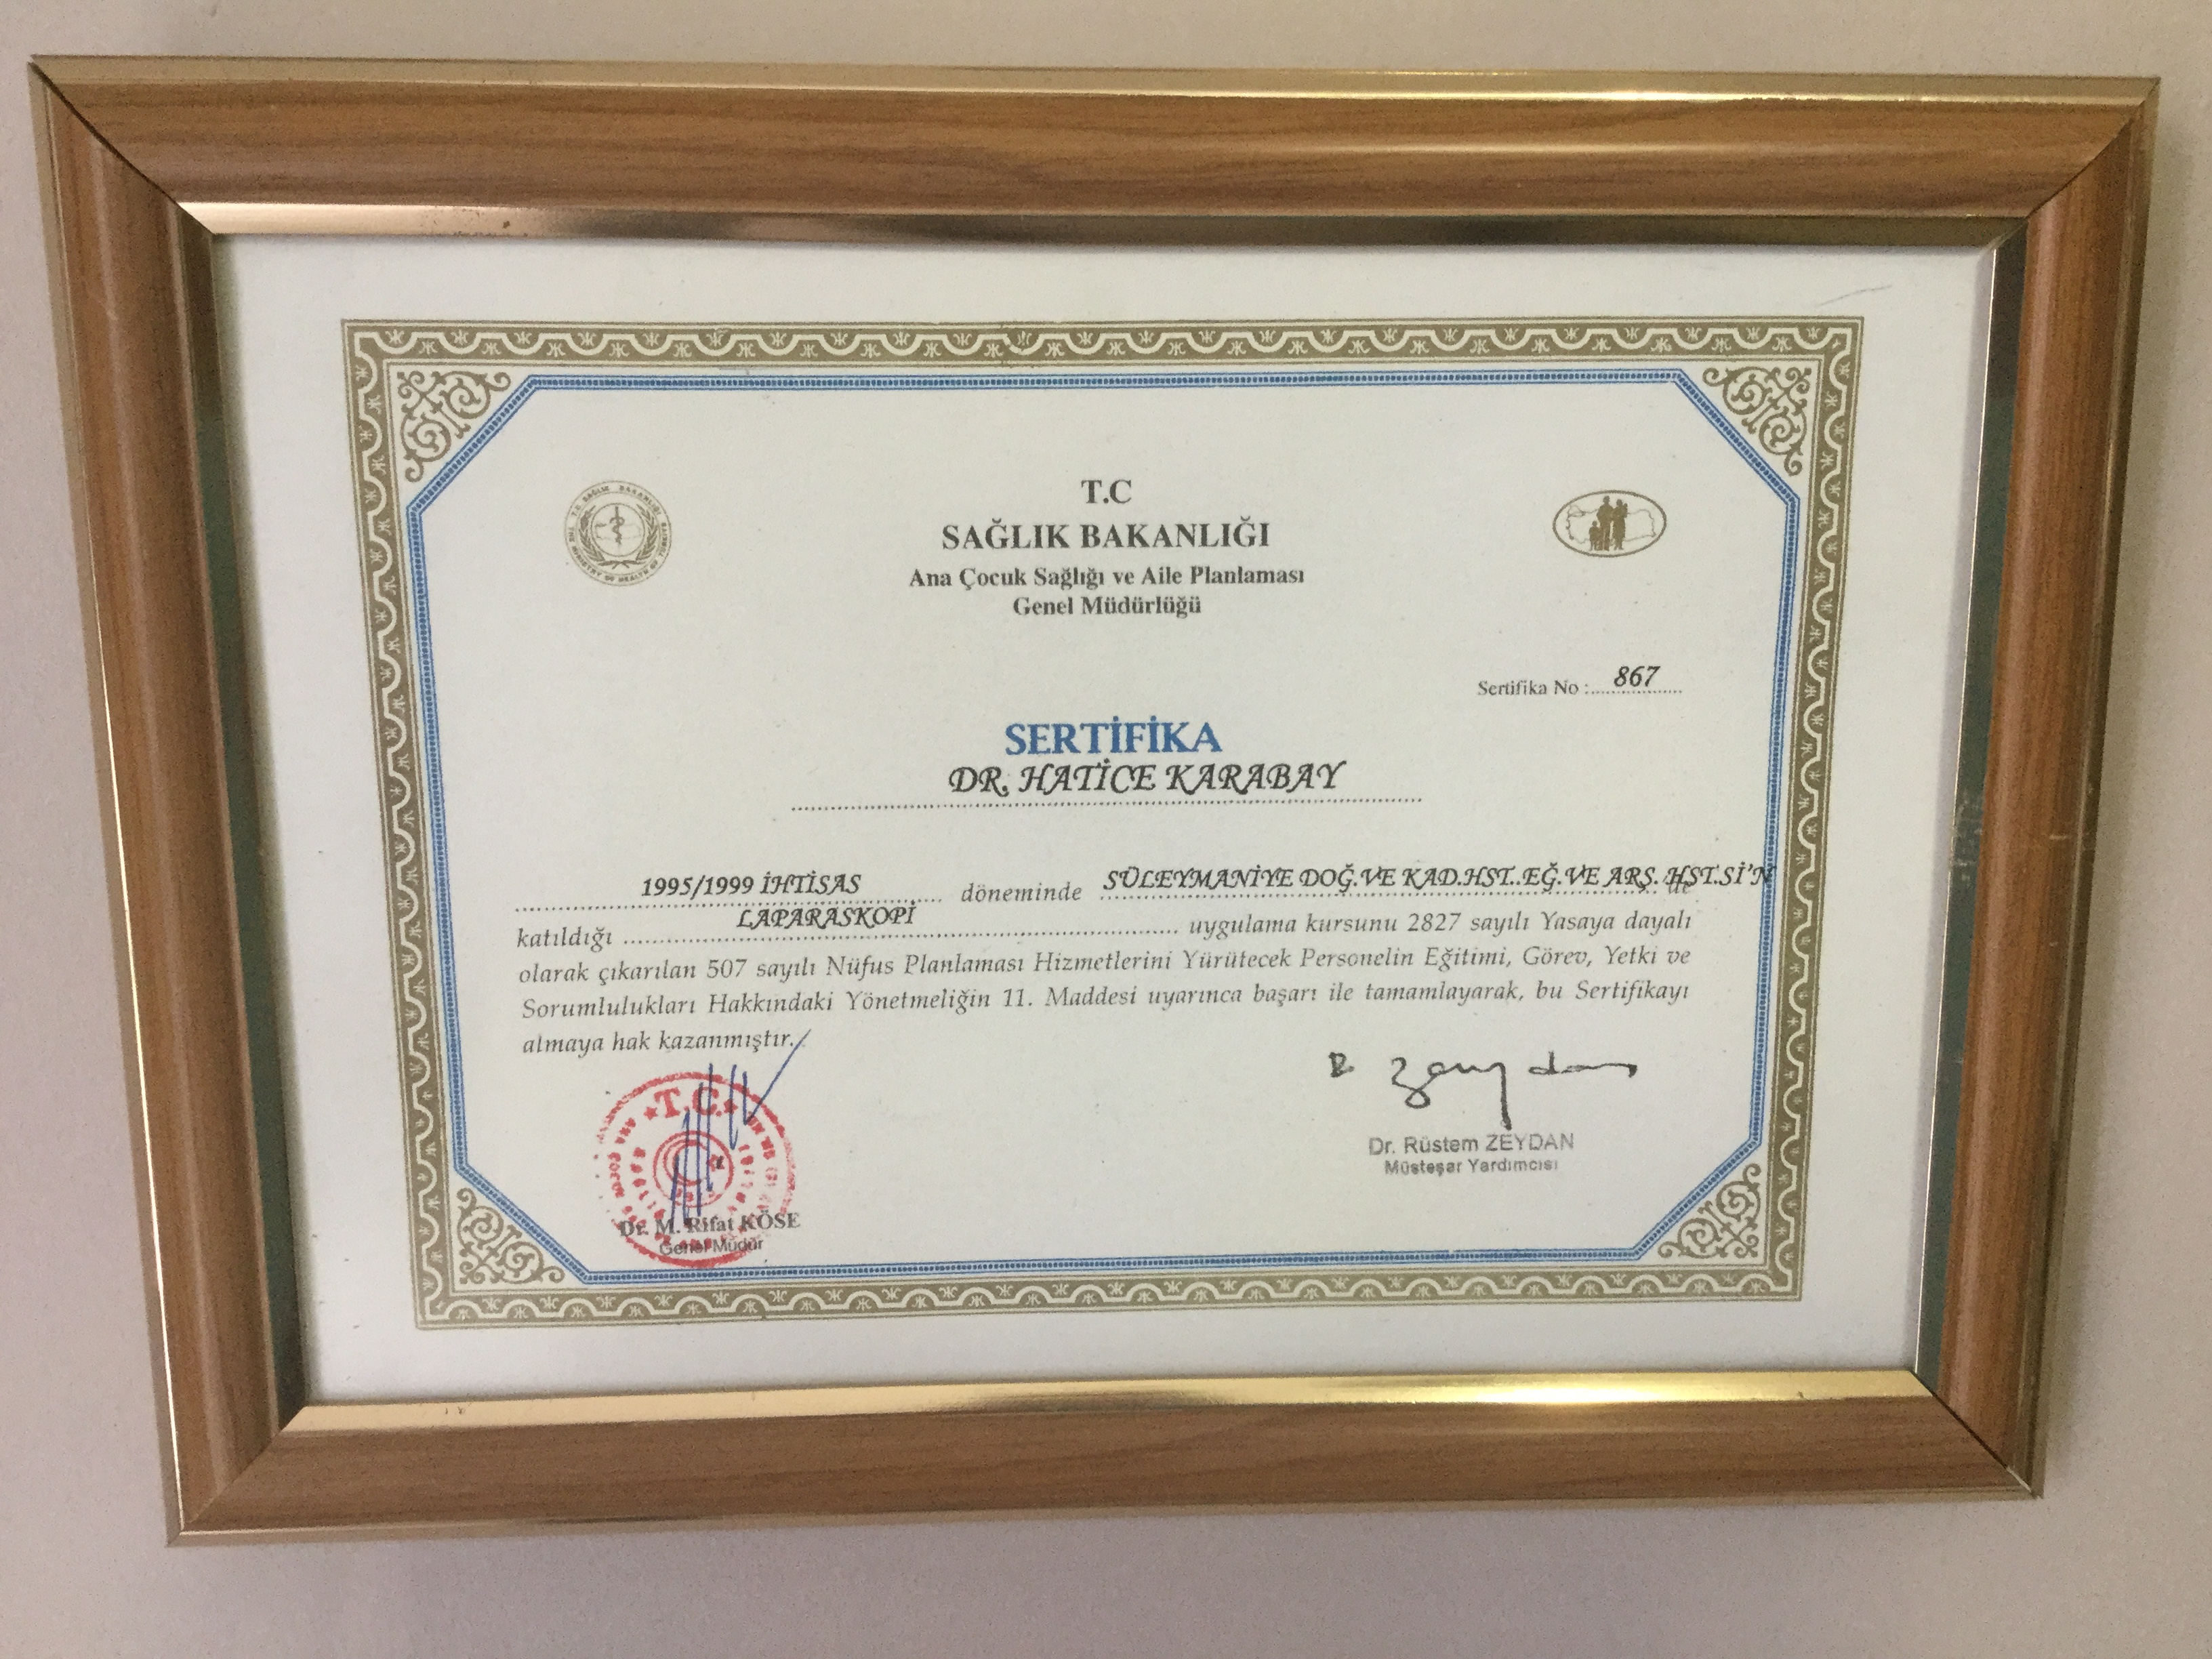 T.C
SAĞLIK BAKANLIĞI
Ana Çocuk Sağlığı ve Aile Planlaması
Genel Müdürlüğü
Sertifika No : 867
SERTİFİKA
DR. HATİCE KARABAY
1995/1999 İHTİSAS döneminde SÜLEYMANİYE DOĞ.VE KAD.HST..EĞ.VE ARŞ. HST.Sİ'N de
katıldığı LAPARASKOPİ uygulama kursunu 2827 sayılı Yasaya dayalı
olarak çıkarılan 507 sayılı Nüfus Planlaması Hizmetlerini Yürütecek Personelin Eğitimi, Görev, Yetki ve
Sorumlulukları Hakkındaki Yönetmeliğin 11. Maddesi uyarınca başarı ile tamamlayarak, bu Sertifikayı
almaya hak kazanmıştır.
R Zeydan
Dr. Rüstem ZEYDAN
Müsteşar Yardımcısı
T.C.
Dr. M. Rifat KÖSE
Genel Müdür